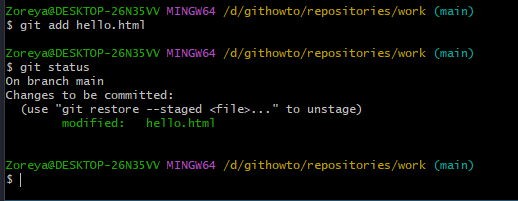 Zoreya@DESKTOP-26N35VV MINGW64 /d/githowto/repositories/work (main)
$ git add hello.html
Zoreya@DESKTOP-26N35VV MINGW64 /d/githowto/repositories/work (main)
$ git status
On branch main
Changes to be committed:
  (use "git restore --staged <file>..." to unstage)
        modified:   hello.html
Zoreya@DESKTOP-26N35VV MINGW64 /d/githowto/repositories/work (main)
$